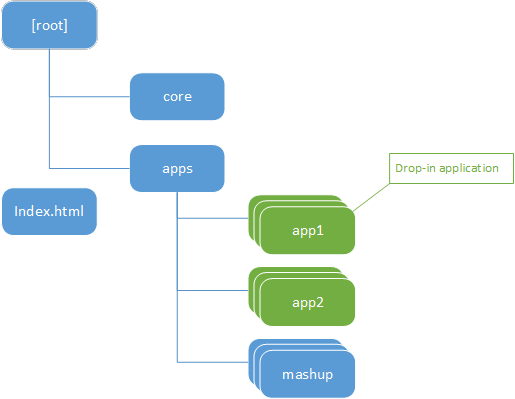 [root]
core
apps
Drop-in application
Index.html
app1
app2
mashup